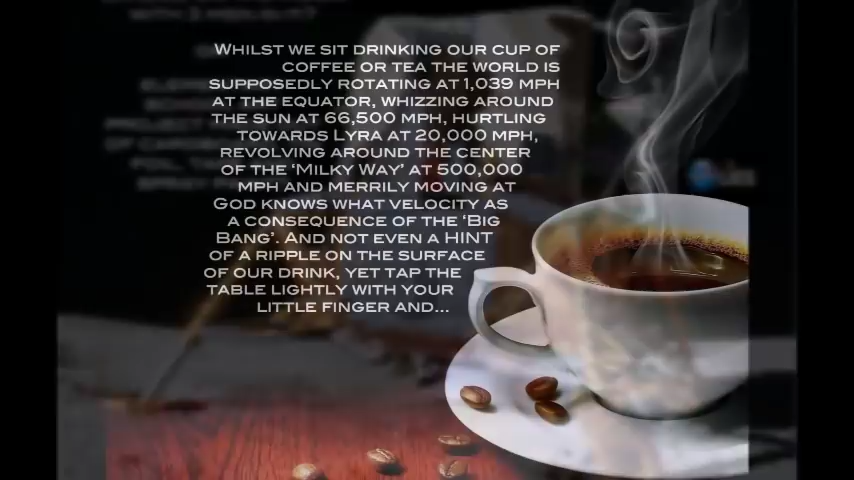 WHILST WE SIT DRINKING OUR CUP OF
COFFEE OR TEA THE WORLD IS
SUPPOSEDLY ROTATING AT 1,039 MPH
AT THE EQUATOR, WHIZZING AROUND
THE SUN AT 66,500 MPH, HURTLING
TOWARDS LYRA AT 20,000 MPH,
REVOLVING AROUND THE CENTER
OF THE ‘MILKY WAY’ AT 500,000
MPH AND MERRILY MOVING AT
GOD KNOWS WHAT VELOCITY AS
A CONSEQUENCE OF THE ‘BIG
BANG’. AND NOT EVEN A HINT
OF A RIPPLE ON THE SURFACE
OF OUR DRINK, YET TAP THE
TABLE LIGHTLY WITH YOUR
LITTLE FINGER AND...